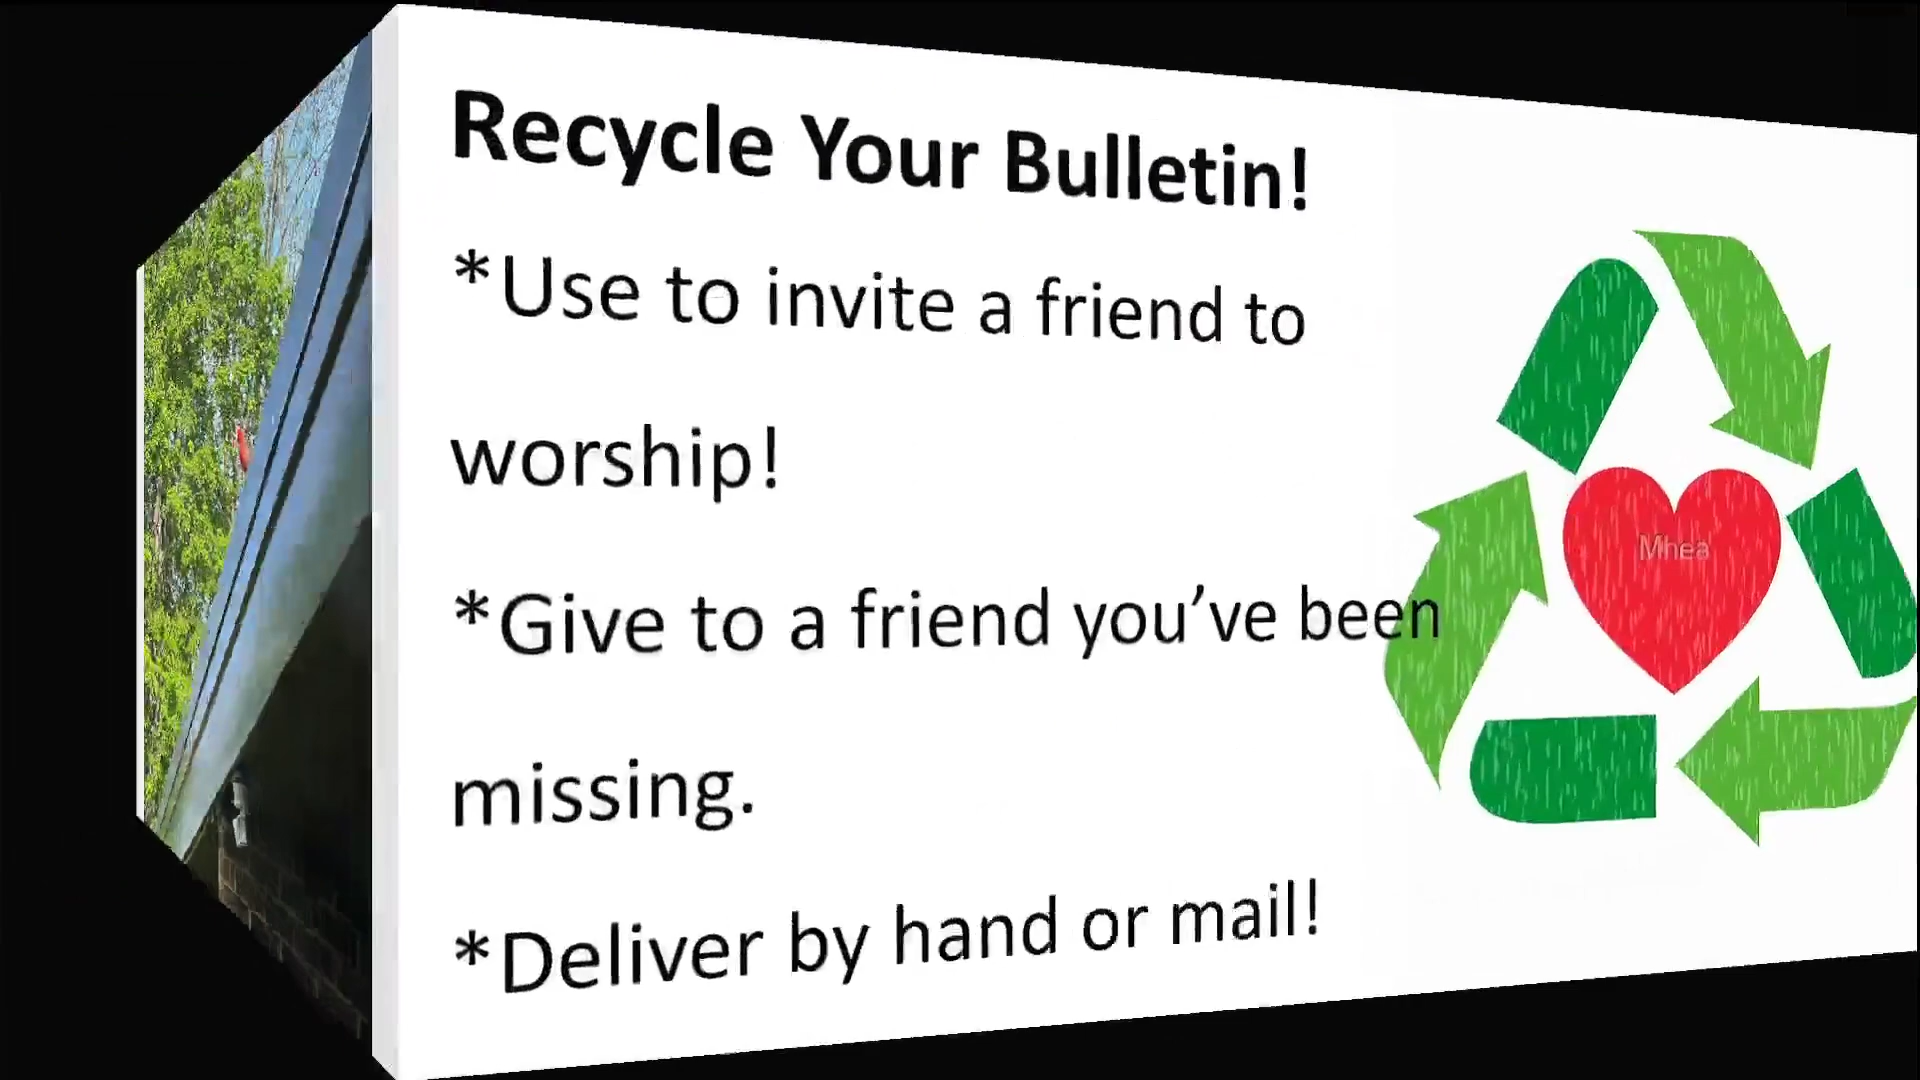 Recycle Your Bulletin!
*Use to invite a friend to
worship!
*Give to a friend you’ve been
missing.
*Deliver by hand or mail!
Mhea